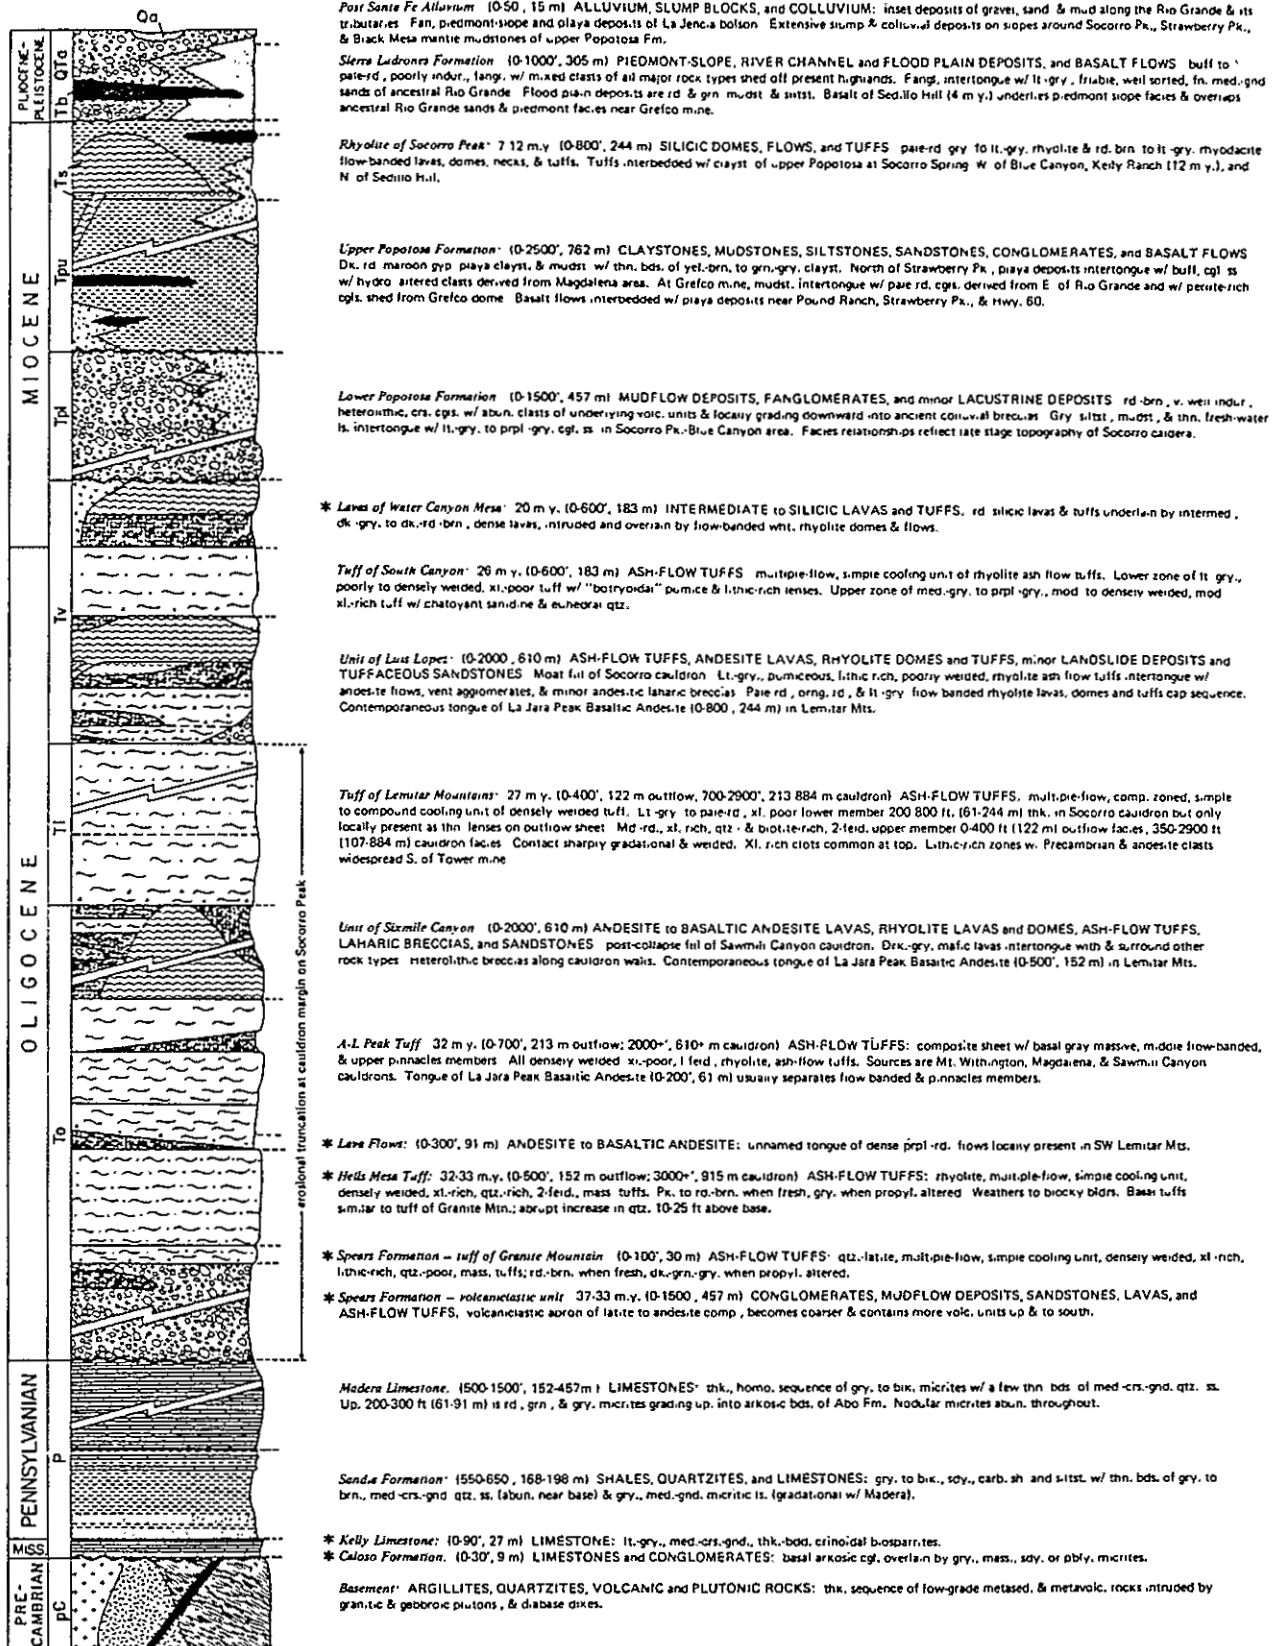 Qa
Post Santa Fe Alluvium (0-50, 15 m) ALLUVIUM, SLUMP BLOCKS, and COLLUVIUM: inset deposits of gravel, sand & mud along the Rio Grande & its
tributaries Fan, piedmont-slope and playa deposits of La Jencia bolson Extensive slump & colluvial deposits on slopes around Socorro Pk., Strawberry Pk.,
& Black Mesa mantle mudstones of upper Popotosa Fm.
Sierra Ladrones Formation (0-1000', 305 m) PIEDMONT-SLOPE, RIVER CHANNEL and FLOOD PLAIN DEPOSITS, and BASALT FLOWS buff to
pale-rd, poorly indur., fangl. w/ mixed clasts of all major rock types shed off present highlands. Fangl. intertongue w/ lt-gry, friable, well sorted, fn. med.-gnd
sands of ancestral Rio Grande Flood plain deposits are rd & grn mudst & siltst. Basalt of Sedillo Hill (4 m y.) underlies piedmont slope facies & overlaps
ancestral Rio Grande sands & piedmont facies near Grefco mine.
Rhyolite of Socorro Peak· 7 12 m.y (0-800', 244 m) SILICIC DOMES, FLOWS, and TUFFS pale-rd gry to lt.-gry. rhyolite & rd. brn to lt -gry. rhyodacite
flow-banded lavas, domes, necks, & tuffs. Tuffs interbedded w/ clayst of upper Popotosa at Socorro Spring W of Blue Canyon, Kelly Ranch (12 m y.), and
N of Sedillo Hill.
Upper Popotosa Formation· (0-2500', 762 m) CLAYSTONES, MUDSTONES, SILTSTONES, SANDSTONES, CONGLOMERATES, and BASALT FLOWS
Dk. rd maroon gyp playa clayst. & mudst w/ thn. bds. of yel.-brn. to grn.-gry. clayst. North of Strawberry Pk, playa deposits intertongue w/ buff, cgl ss
w/ hydro altered clasts derived from Magdalena area. At Grefco mine, mudst. intertongue w/ pale rd. cgls. derived from E of Rio Grande and w/ perlite-rich
cgls. shed from Grefco dome Basalt flows interbedded w/ playa deposits near Pound Ranch, Strawberry Pk., & Hwy. 60.
Lower Popotosa Formation (0-1500', 457 m) MUDFLOW DEPOSITS, FANGLOMERATES, and minor LACUSTRINE DEPOSITS rd -brn, v. well indur,
heterolithic, crs. cgls. w/ abun. clasts of underlying volc. units & locally grading downward into ancient colluvial breccias Gry siltst, mudst, & thn. fresh-water
ls. intertongue w/ lt.-gry. to prpl -gry. cgl. ss in Socorro Pk.-Blue Canyon area. Facies relationships reflect late stage topography of Socorro caldera.
* Lavas of Water Canyon Mesa· 20 m y. (0-600', 183 m) INTERMEDIATE to SILICIC LAVAS and TUFFS. rd silicic lavas & tuffs underlain by intermed,
dk -gry. to dk.-rd -brn, dense lavas, intruded and overlain by flow-banded wht. rhyolite domes & flows.
Tuff of South Canyon· 26 m y. (0-600', 183 m) ASH-FLOW TUFFS multiple-flow, simple cooling unit of rhyolite ash flow tuffs. Lower zone of lt gry.,
poorly to densely welded, xl.-poor tuff w/ "botryoidal" pumice & lithic-rich lenses. Upper zone of med.-gry. to prpl -gry., mod to densely welded, mod
xl.-rich tuff w/ chatoyant sanidine & euhedral qtz.
Unit of Luis Lopez· (0-2000, 610 m) ASH-FLOW TUFFS, ANDESITE LAVAS, RHYOLITE DOMES and TUFFS, minor LANDSLIDE DEPOSITS and
TUFFACEOUS SANDSTONES Moat fill of Socorro cauldron Lt.-gry., pumiceous, lithic rich, poorly welded, rhyolite ash flow tuffs intertongue w/
andesite flows, vent agglomerates, & minor andesitic laharic breccias Pale rd, orng. rd, & lt gry flow banded rhyolite lavas, domes and tuffs cap sequence.
Contemporaneous tongue of La Jara Peak Basaltic Andesite (0-800, 244 m) in Lemitar Mts.
Tuff of Lemitar Mountains· 27 m y. (0-400', 122 m outflow, 700-2900', 213 884 m cauldron) ASH-FLOW TUFFS, multiple-flow, comp. zoned, simple
to compound cooling unit of densely welded tuff. Lt -gry to pale-rd, xl. poor lower member 200 800 ft. (61-244 m) thk. in Socorro cauldron but only
locally present as thn lenses on outflow sheet Md -rd., xl. rich, qtz - & biotite-rich, 2-feld. upper member 0-400 ft (122 m) outflow facies, 350-2900 ft
(107-884 m) cauldron facies Contact sharply gradational & welded. Xl. rich clots common at top. Lithic-rich zones w. Precambrian & andesite clasts
widespread S. of Tower mine
Unit of Sixmile Canyon (0-2000', 610 m) ANDESITE to BASALTIC ANDESITE LAVAS, RHYOLITE LAVAS and DOMES, ASH-FLOW TUFFS,
LAHARIC BRECCIAS, and SANDSTONES post-collapse fill of Sawmill Canyon cauldron. Drk.-gry, mafic lavas intertongue with & surround other
rock types Heterolithic breccias along cauldron walls. Contemporaneous tongue of La Jara Peak Basaltic Andesite (0-500', 152 m) in Lemitar Mts.
A-L Peak Tuff 32 m y. (0-700', 213 m outflow; 2000+', 610+ m cauldron) ASH-FLOW TUFFS: composite sheet w/ basal gray massive, middle flow-banded,
& upper pinnacles members All densely welded xl.-poor, 1 feld, rhyolite, ash-flow tuffs. Sources are Mt. Withington, Magdalena, & Sawmill Canyon
cauldrons. Tongue of La Jara Peak Basaltic Andesite (0-200', 61 m) usually separates flow banded & pinnacles members.
* Lava Flows: (0-300', 91 m) ANDESITE to BASALTIC ANDESITE: unnamed tongue of dense prpl -rd. flows locally present in SW Lemitar Mts.
* Hells Mesa Tuff: 32-33 m.y. (0-500', 152 m outflow; 3000+', 915 m cauldron) ASH-FLOW TUFFS: rhyolite, multiple-flow, simple cooling unit,
densely welded, xl.-rich, qtz.-rich, 2-feld., mass tuffs. Pk. to rd.-brn. when fresh, gry. when propyl. altered Weathers to blocky bldrs. Basal tuffs
similar to tuff of Granite Mtn.; abrupt increase in qtz. 10-25 ft above base.
* Spears Formation – tuff of Granite Mountain (0-100', 30 m) ASH-FLOW TUFFS· qtz.-latite, multiple-flow, simple cooling unit, densely welded, xl -rich,
lithic-rich, qtz.-poor, mass, tuffs; rd.-brn. when fresh, dk.-grn.-gry. when propyl. altered.
* Spears Formation – volcaniclastic unit 37-33 m.y. (0-1500, 457 m) CONGLOMERATES, MUDFLOW DEPOSITS, SANDSTONES, LAVAS, and
ASH-FLOW TUFFS, volcaniclastic apron of latite to andesite comp, becomes coarser & contains more volc. units up & to south.
Madera Limestone. (500-1500', 152-457m) LIMESTONES· thk., homo. sequence of gry. to blk. micrites w/ a few thn bds of med -crs.-gnd. qtz. ss.
Up. 200-300 ft (61-91 m) is rd, grn, & gry. micrites grading up. into arkosic bds. of Abo Fm. Nodular micrites abun. throughout.
Sandia Formation· (550-650, 168-198 m) SHALES, QUARTZITES, and LIMESTONES: gry. to blk., sdy., carb. sh and siltst. w/ thn. bds. of gry. to
brn., med -crs.-gnd qtz. ss. (abun. near base) & gry., med.-gnd. micritic ls. (gradational w/ Madera).
* Kelly Limestone: (0-90', 27 m) LIMESTONE: lt.-gry., med.-crs-gnd., thk.-bdd. crinoidal biosparrites.
* Caloso Formation. (0-30', 9 m) LIMESTONES and CONGLOMERATES: basal arkosic cgl. overlain by gry., mass., sdy. or pbly. micrites.
Basement· ARGILLITES, QUARTZITES, VOLCANIC and PLUTONIC ROCKS: thk. sequence of low-grade metased. & metavolc. rocks intruded by
granitic & gabbroic plutons, & diabase dikes.
PLIOCENE-
PLEISTOCENE
QTa
Tb
MIOCENE
Ts
Tpu
Tpl
OLIGOCENE
Tv
Tl
To
erosional truncation at cauldron margin on Socorro Peak
PENNSYLVANIAN
P
MISS.
PRE-
CAMBRIAN
pC